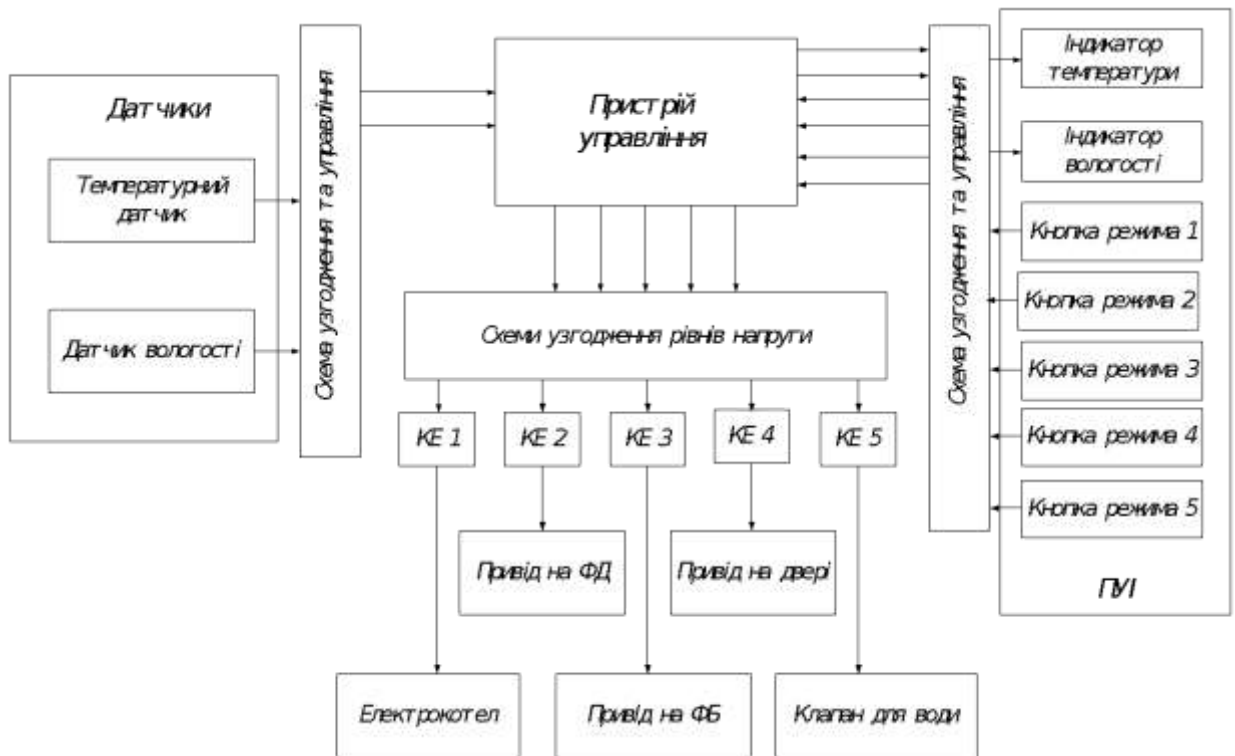 Датчики
Температурний
датчик
Датчик вологості
Схема узгодження та управління
Пристрій
управління
Схеми узгодження рівнів напруги
КЕ 1
КЕ 2
КЕ 3
КЕ 4
КЕ 5
Привід на ФД
Привід на двері
Електрокотел
Привід на ФБ
Клапан для води
Схема узгодження та управління
Індикатор
температури
Індикатор
вологості
Кнопка режима 1
Кнопка режима 2
Кнопка режима 3
Кнопка режима 4
Кнопка режима 5
ПУІ